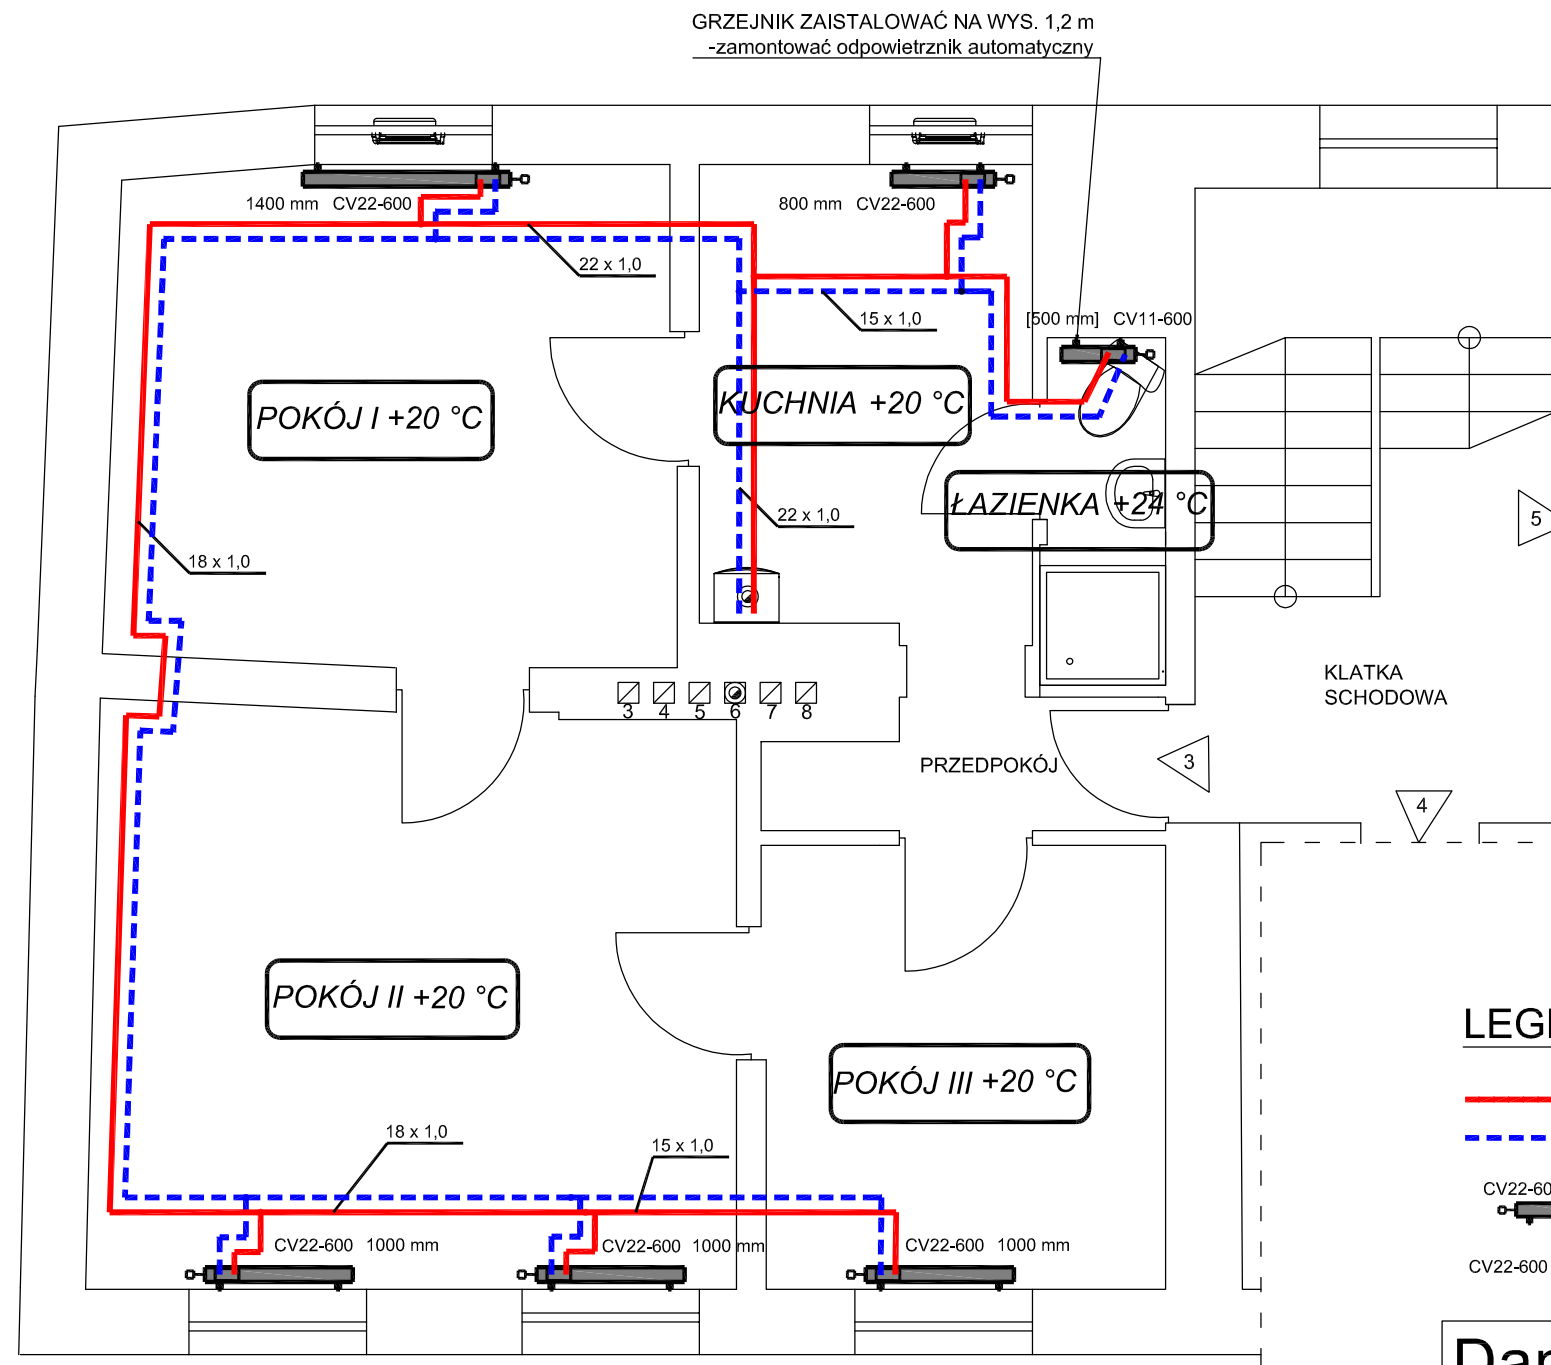 GRZEJNIK ZAISTALOWAĆ NA WYS. 1,2 m
-zamontować odpowietrznik automatyczny
1400 mm CV22-600
800 mm CV22-600
22 x 1,0
15 x 1,0
[500 mm] CV11-600
POKÓJ I +20 °C
KUCHNIA +20 °C
ŁAZIENKA +24 °C
22 x 1,0
5
18 x 1,0
KLATKA
SCHODOWA
3 4 5 6 7 8
PRZEDPOKÓJ
3
4
POKÓJ II +20 °C
LEG
POKÓJ III +20 °C
18 x 1,0
15 x 1,0
CV22-60
CV22-600 1000 mm
CV22-600 1000 mm
CV22-600 1000 mm
CV22-600
Dan